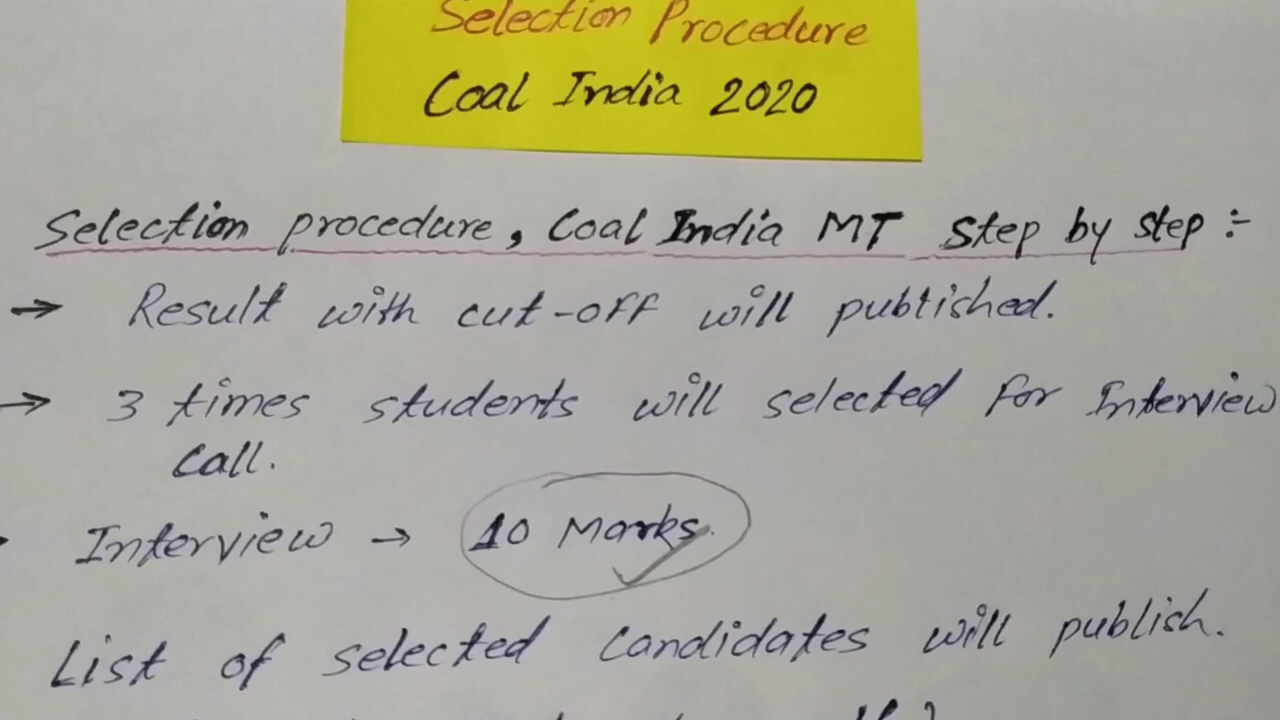 Selection Procedure
Coal India 2020
Selection procedure, Coal India MT step by step :-
→ Result with cut-off will published.
→ 3 times students will selected for Interview
call.
Interview → 10 Marks.
List of selected candidates will publish.